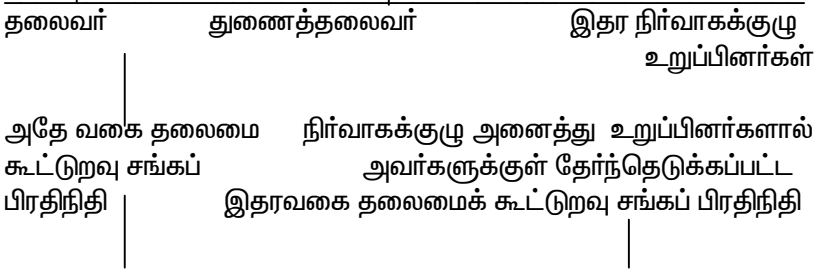 தலைவர் துணைத்தலைவர் இதர நிர்வாகக்குழு
உறுப்பினர்கள்
அதே வகை தலைமை நிர்வாகக்குழு அனைத்து உறுப்பினர்களால்
கூட்டுறவு சங்கப் அவர்களுக்குள் தேர்ந்தெடுக்கப்பட்ட
பிரதிநிதி இதரவகை தலைமைக் கூட்டுறவு சங்கப் பிரதிநிதி